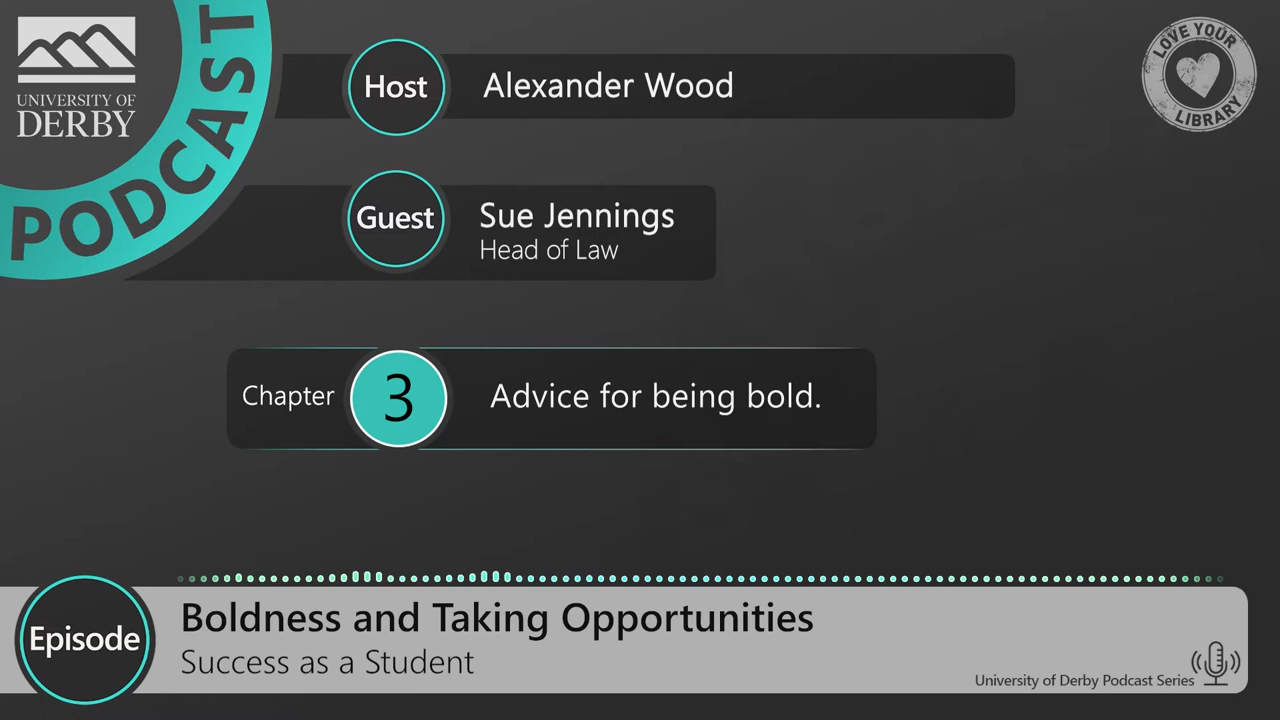 UNIVERSITY OF
DERBY
PODCAST
Host
Alexander Wood
LOVE YOUR
LIBRARY
Guest
Sue Jennings
Head of Law
Chapter
3
Advice for being bold.
Episode
Boldness and Taking Opportunities
Success as a Student
University of Derby Podcast Series